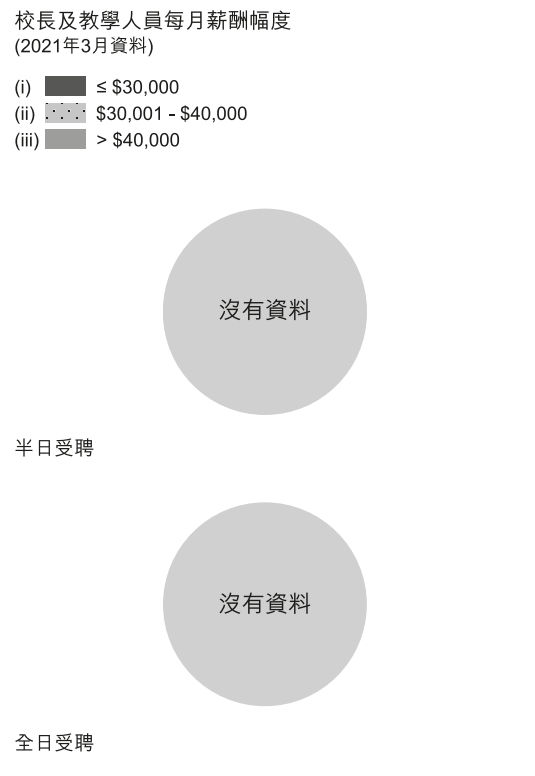 校長及教學人員每月薪酬幅度
(2021年3月資料)
(i) ≤ $30,000
(ii) $30,001 - $40,000
(iii) > $40,000
沒有資料
半日受聘
沒有資料
全日受聘